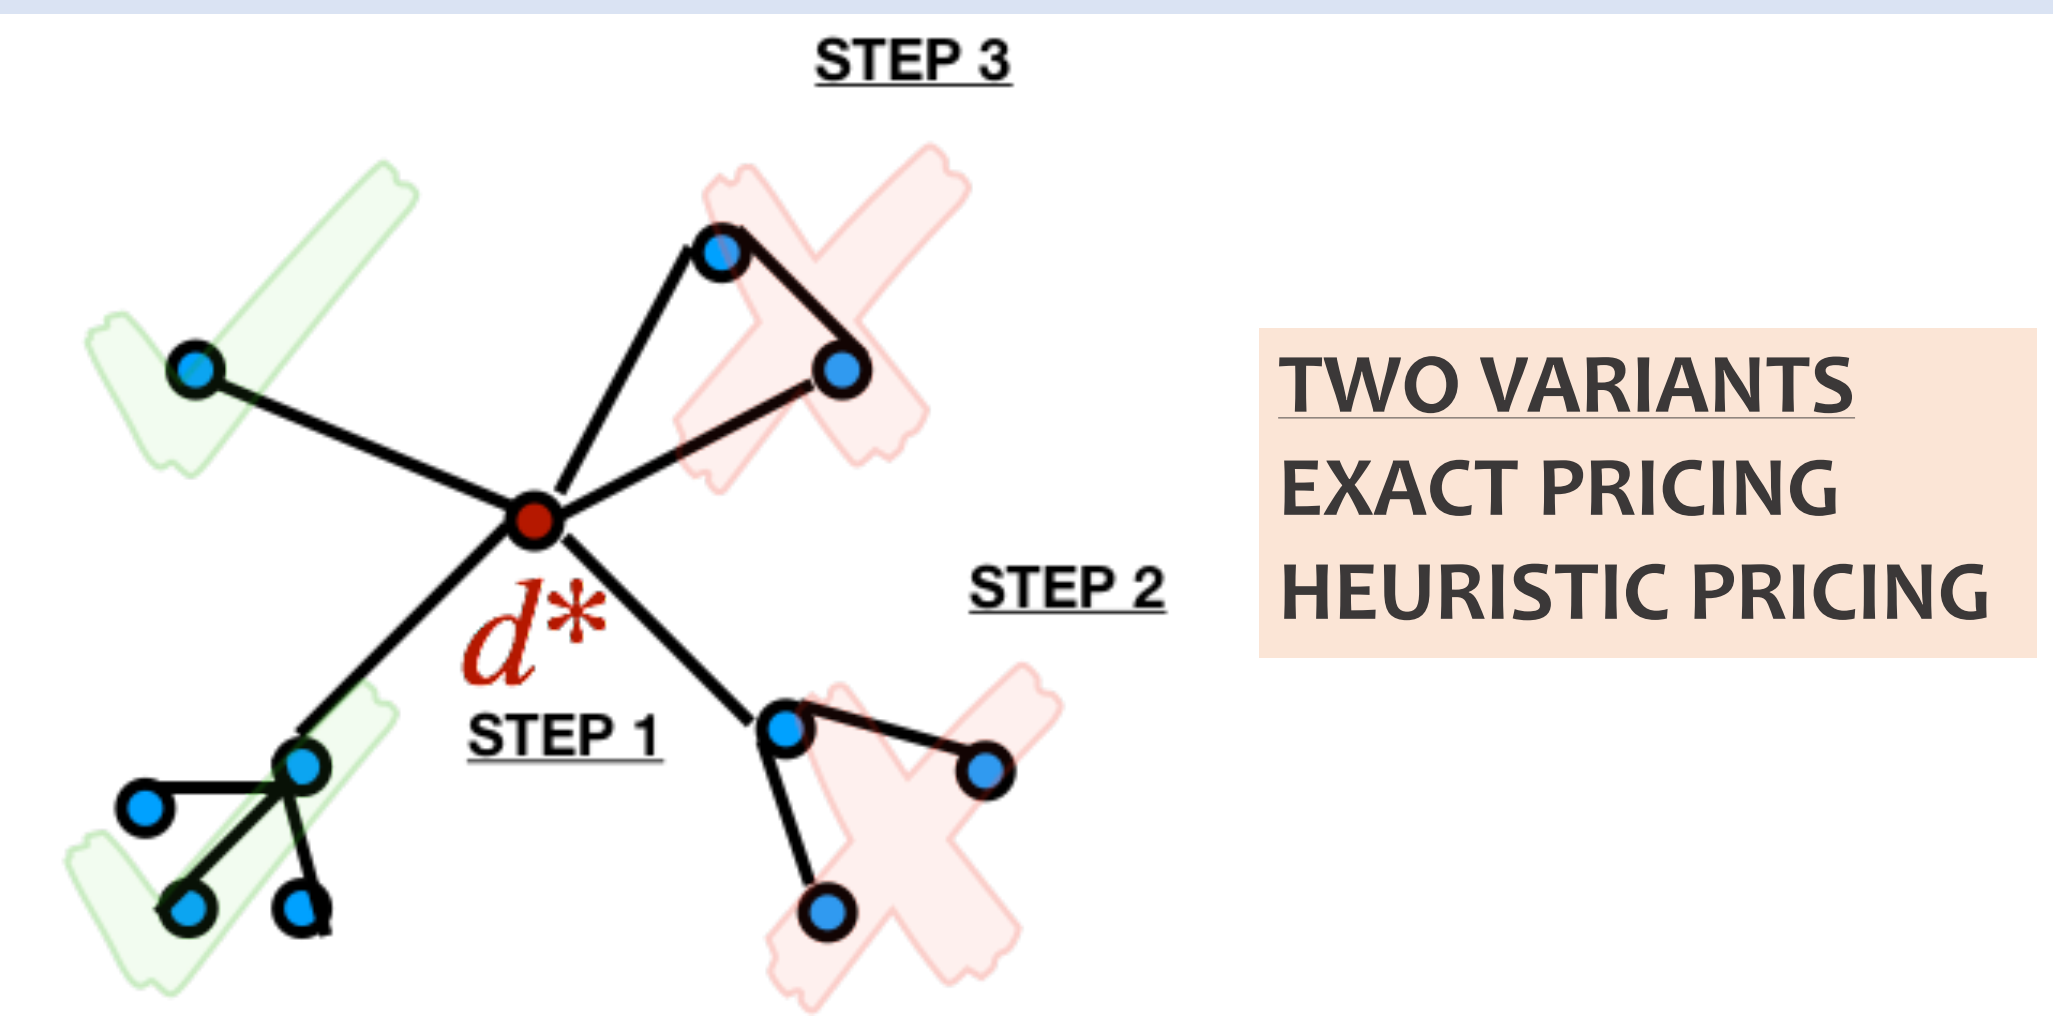 STEP 3
TWO VARIANTS
EXACT PRICING
HEURISTIC PRICING
STEP 2
d*
STEP 1